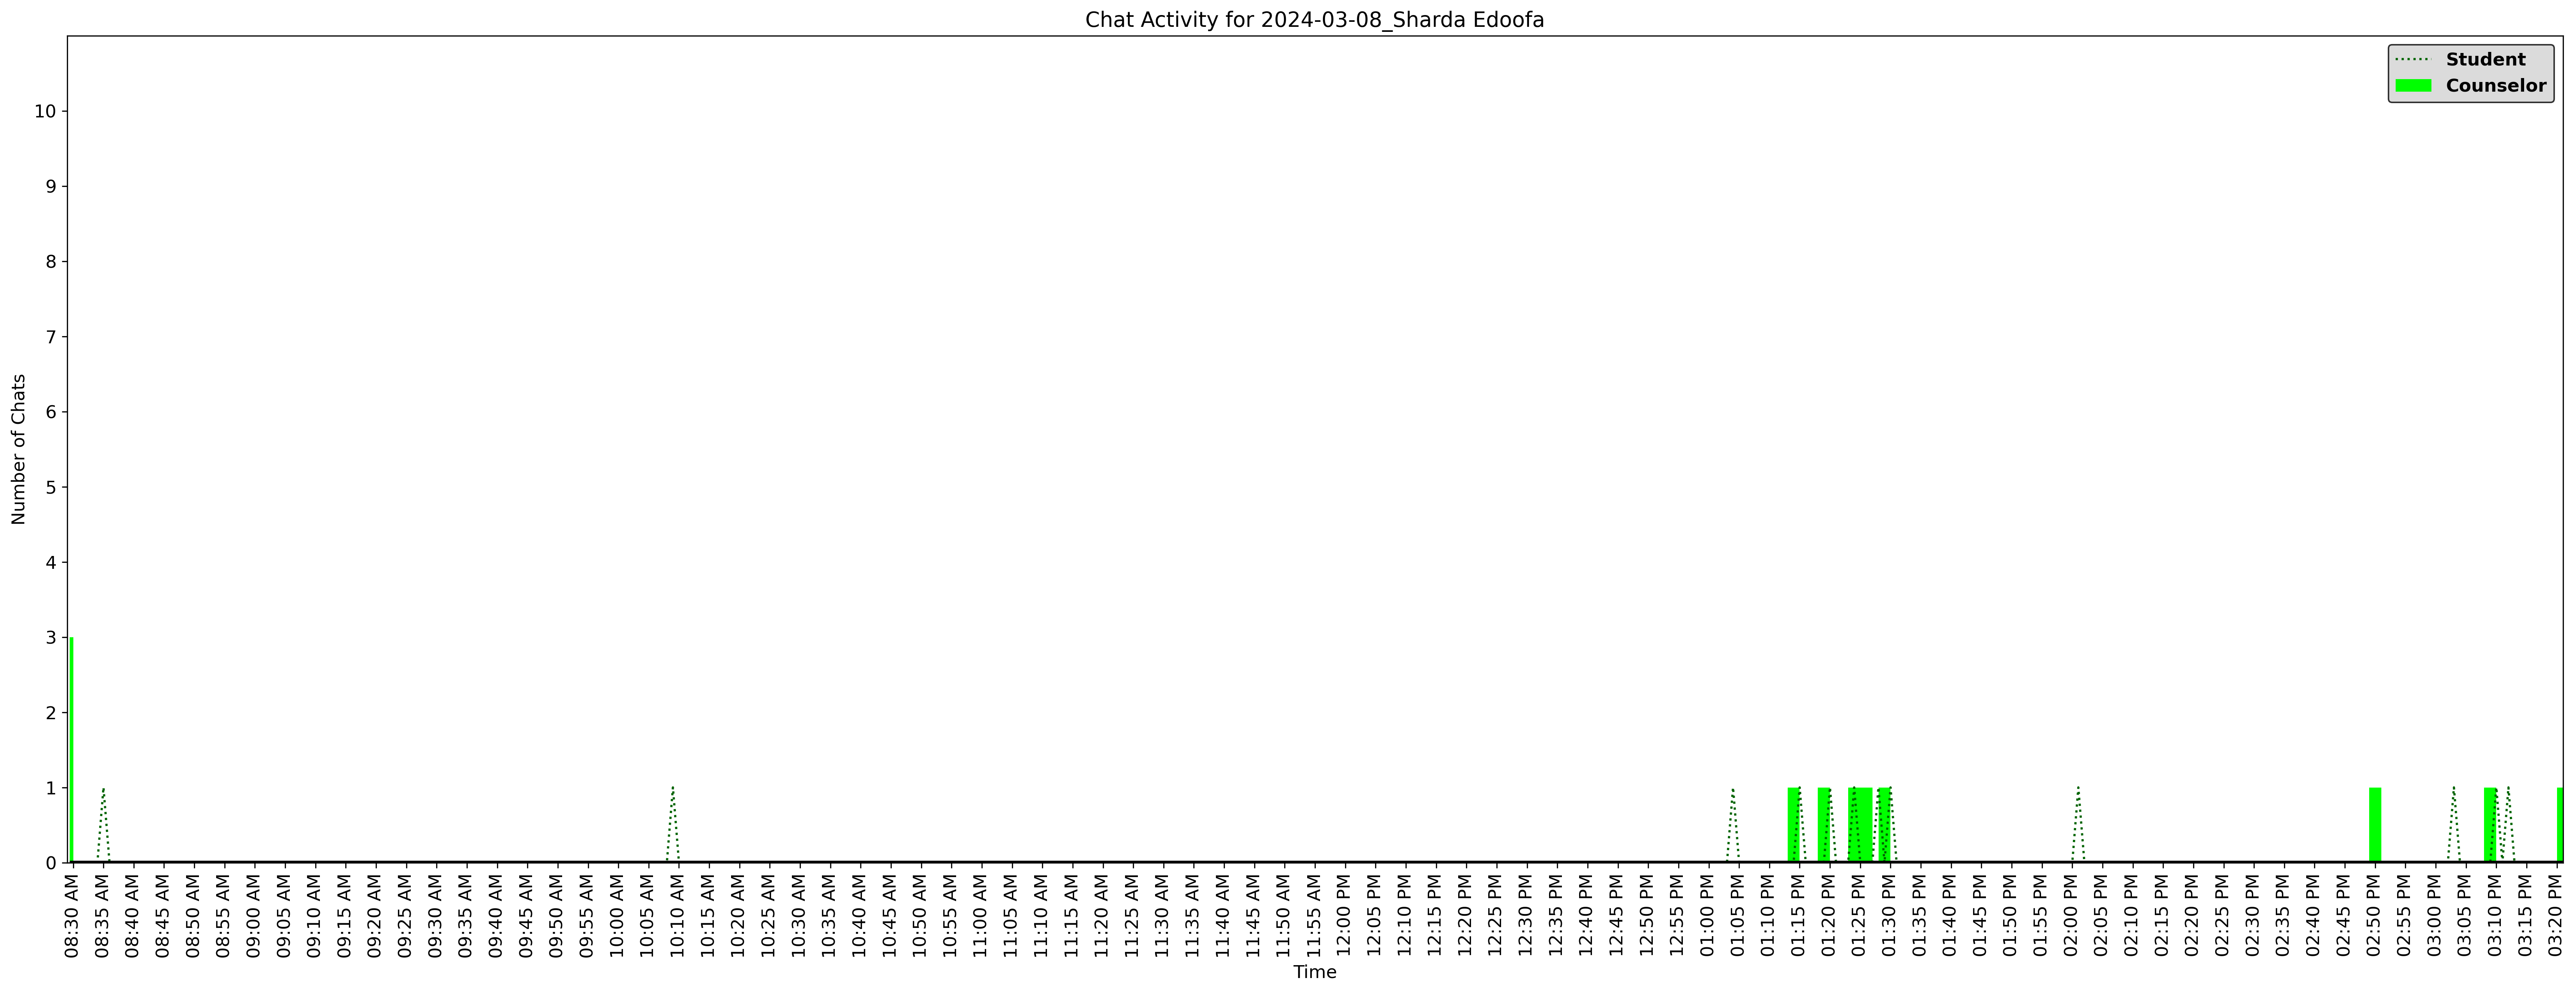 Chat Activity for 2024-03-08_Sharda Edoofa
Student
Counselor
Number of Chats
10
9
8
7
6
5
4
3
2
1
0
08:30 AM
08:35 AM
08:40 AM
08:45 AM
08:50 AM
08:55 AM
09:00 AM
09:05 AM
09:10 AM
09:15 AM
09:20 AM
09:25 AM
09:30 AM
09:35 AM
09:40 AM
09:45 AM
09:50 AM
09:55 AM
10:00 AM
10:05 AM
10:10 AM
10:15 AM
10:20 AM
10:25 AM
10:30 AM
10:35 AM
10:40 AM
10:45 AM
10:50 AM
10:55 AM
11:00 AM
11:05 AM
11:10 AM
11:15 AM
11:20 AM
11:25 AM
11:30 AM
11:35 AM
11:40 AM
11:45 AM
11:50 AM
11:55 AM
12:00 PM
12:05 PM
12:10 PM
12:15 PM
12:20 PM
12:25 PM
12:30 PM
12:35 PM
12:40 PM
12:45 PM
12:50 PM
12:55 PM
01:00 PM
01:05 PM
01:10 PM
01:15 PM
01:20 PM
01:25 PM
01:30 PM
01:35 PM
01:40 PM
01:45 PM
01:50 PM
01:55 PM
02:00 PM
02:05 PM
02:10 PM
02:15 PM
02:20 PM
02:25 PM
02:30 PM
02:35 PM
02:40 PM
02:45 PM
02:50 PM
02:55 PM
03:00 PM
03:05 PM
03:10 PM
03:15 PM
03:20 PM
Time